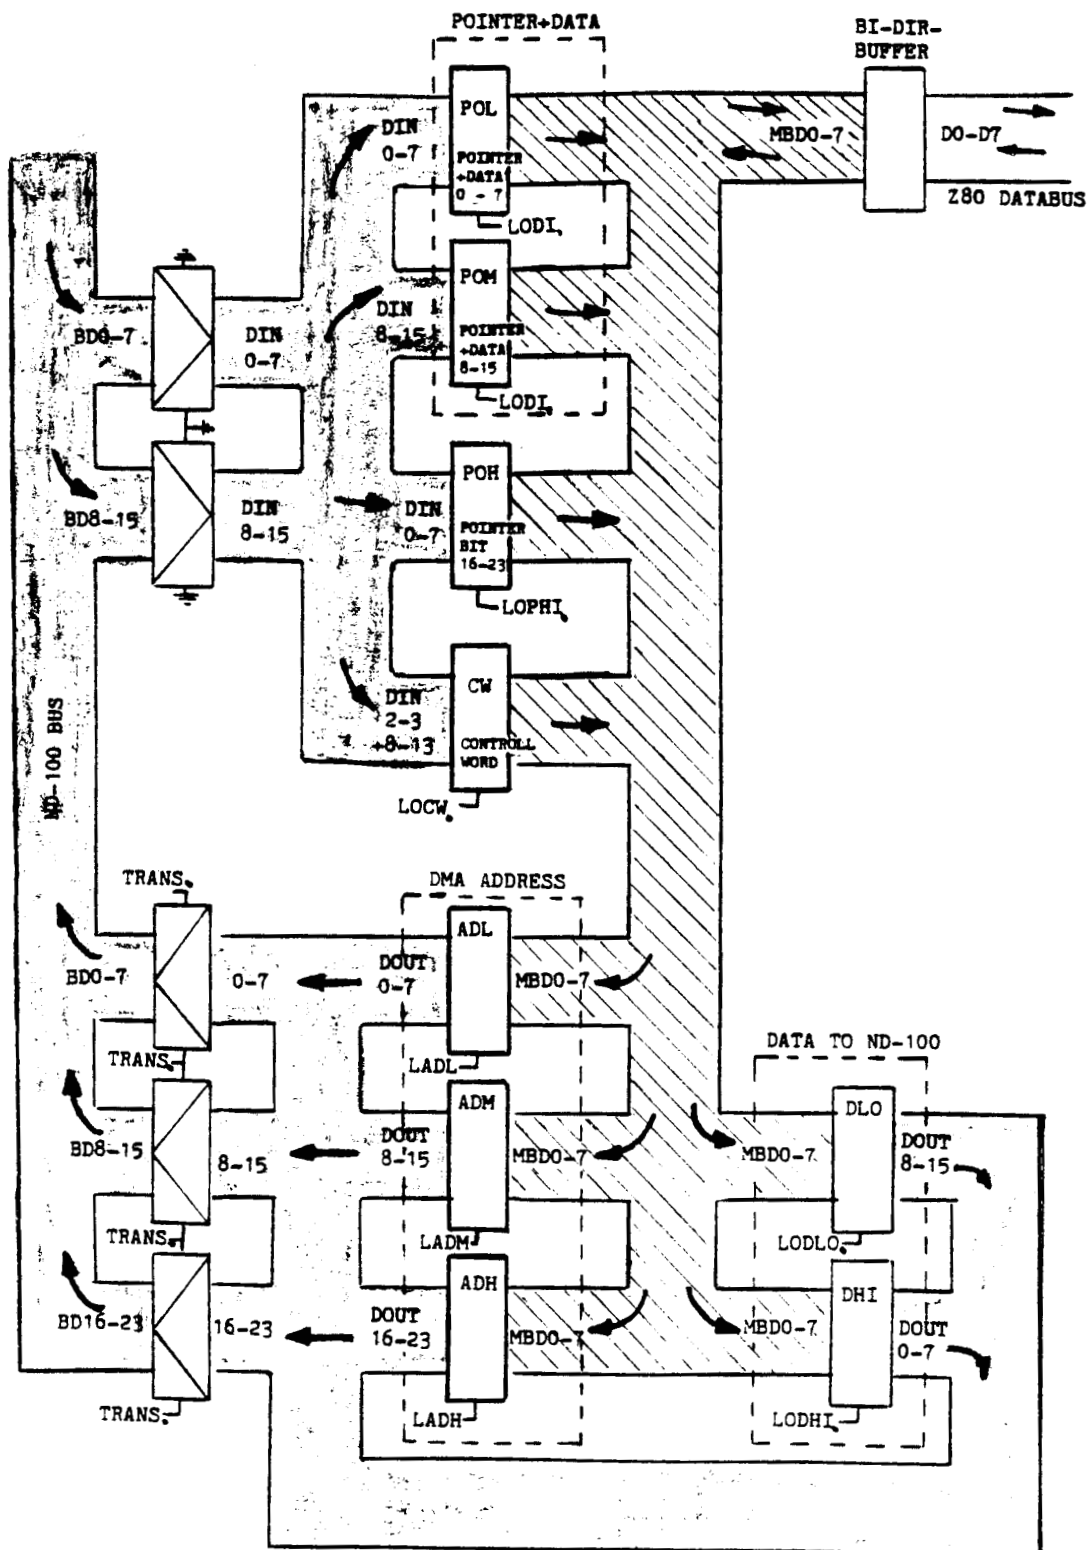 POINTER+DATA
BI-DIR-
BUFFER
POL
POINTER
+DATA
0 - 7
LODI.
DIN
0-7
MBD0-7
D0-D7
Z80 DATABUS
POM
POINTER
+DATA
8-15
LODI.
DIN
8-15
BD0-7
DIN
0-7
BD8-15
DIN
8-15
POH
POINTER
BIT
16-23
LOPHI.
DIN
0-7
CW
CONTROLL
WORD
LOCW.
DIN
2-3
+8-13
ND-100 BUS
TRANS.
DMA ADDRESS
ADL
BD0-7
0-7
DOUT
0-7
MBD0-7
LADL
TRANS.
DATA TO ND-100
ADM
DLO
BD8-15
8-15
DOUT
8-15
MBD0-7
MBD0-7
DOUT
8-15
LADM
LODLO.
TRANS.
ADH
DHI
BD16-23
16-23
DOUT
16-23
MBD0-7
MBD0-7
DOUT
0-7
LADH
LODHI.
TRANS.